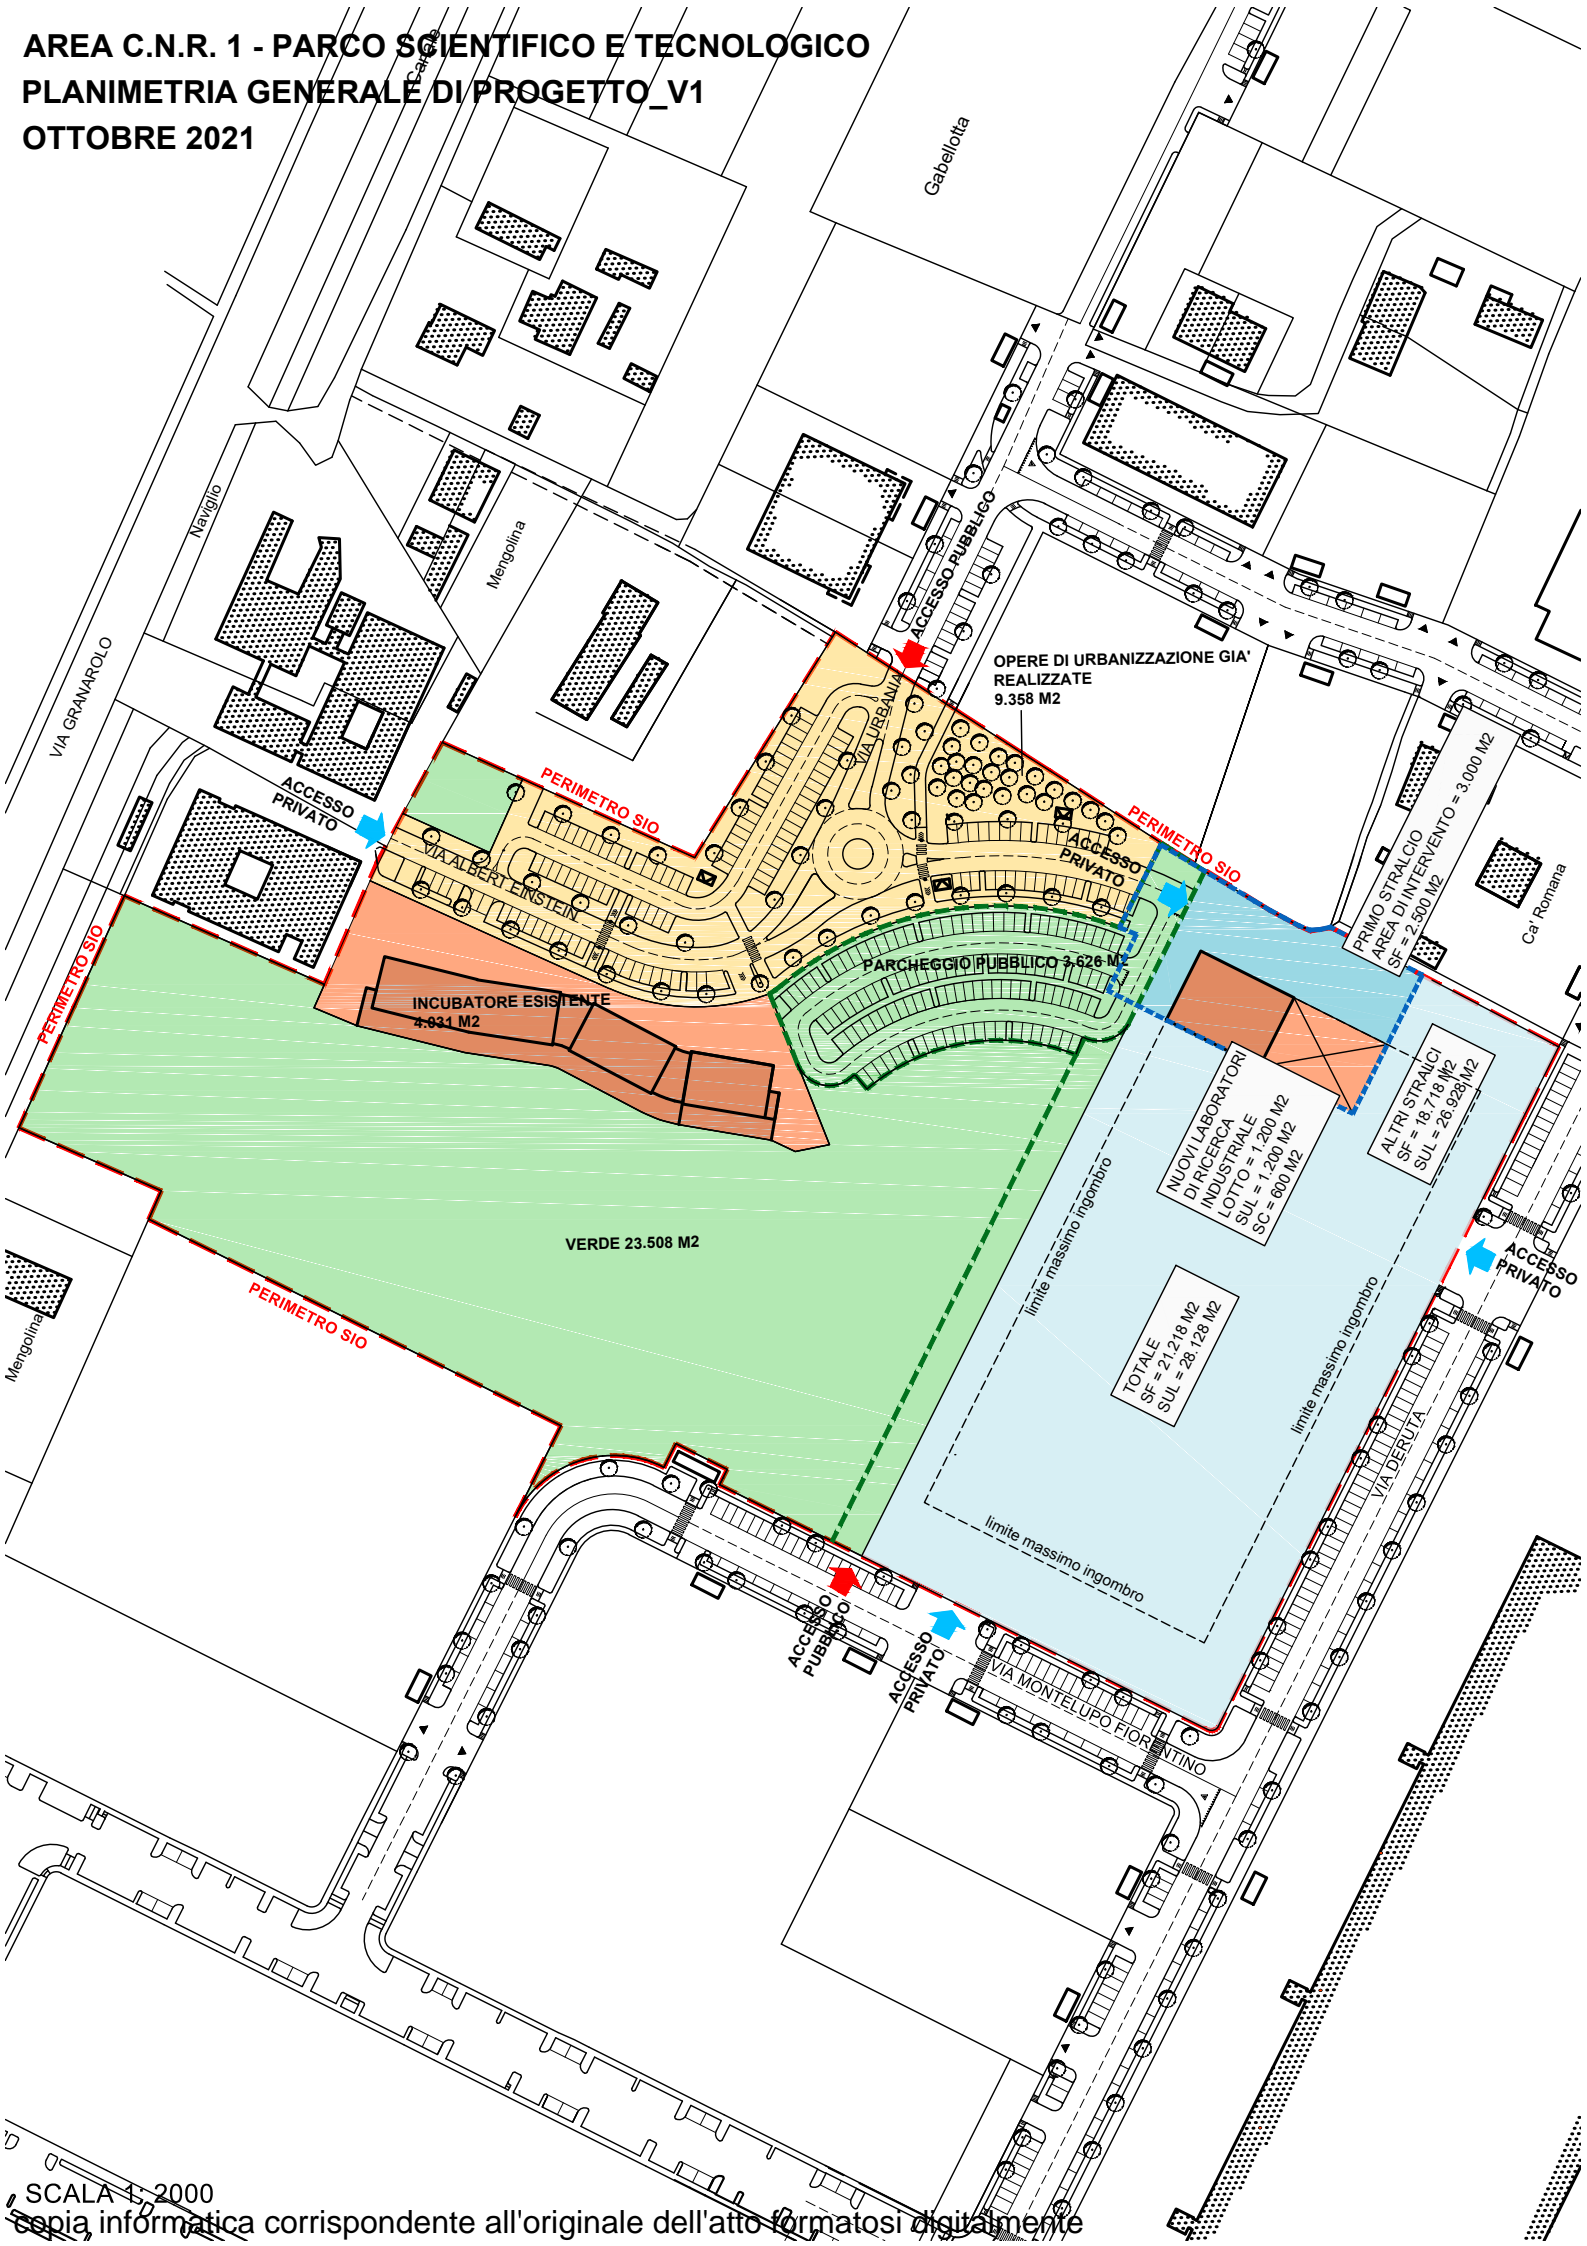 AREA C.N.R. 1 - PARCO SCIENTIFICO E TECNOLOGICO
PLANIMETRIA GENERALE DI PROGETTO_V1
OTTOBRE 2021
Canale
Gabellotta
Naviglio
Mengolina
VIA GRANAROLO
ACCESSO PUBBLICO
OPERE DI URBANIZZAZIONE GIA'
REALIZZATE
9.358 M2
VIA URBANIA
ACCESSO
PRIVATO
PERIMETRO SIO
PERIMETRO SIO
VIA ALBERT EINSTEIN
ACCESSO
PRIVATO
PRIMO STRALCIO
AREA DI INTERVENTO = 3.000 M2
SF = 2.500 M2
Ca' Romana
PERIMETRO SIO
PARCHEGGIO PUBBLICO 3.626 M2
INCUBATORE ESISTENTE
4.031 M2
NUOVI LABORATORI
DI RICERCA
INDUSTRIALE
LOTTO = 1.200 M2
SUL = 1.200 M2
SC = 600 M2
ALTRI STRALCI
SF = 18.718 M2
SUL = 26.928 M2
VERDE 23.508 M2
limite massimo ingombro
ACCESSO
PRIVATO
PERIMETRO SIO
Mengolina
TOTALE
SF = 21.218 M2
SUL = 28.128 M2
limite massimo ingombro
VIA DERUTA
limite massimo ingombro
ACCESSO
PUBBLICO
ACCESSO
PRIVATO
VIA MONTELUPO FIORENTINO
SCALA 1: 2000
copia informatica corrispondente all'originale dell'atto formatosi digitalmente